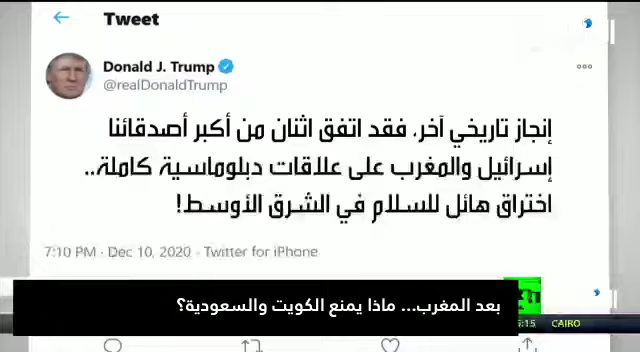 Tweet
Donald J. Trump
@realDonaldTrump
إنجاز تاريخي آخر، فقد اتفق اثنان من أكبر أصدقائنا
إسرائيل والمغرب على علاقات دبلوماسية كاملة..
اختراق هائل للسلام في الشرق الأوسط!
7:10 PM · Dec 10, 2020 · Twitter for iPhone
بعد المغرب... ماذا يمنع الكويت والسعودية؟
:15 CAIRO